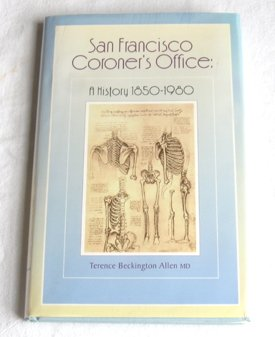 San Francisco
Coroner's Office:
A History 1850-1980
Terence Beckington Allen MD